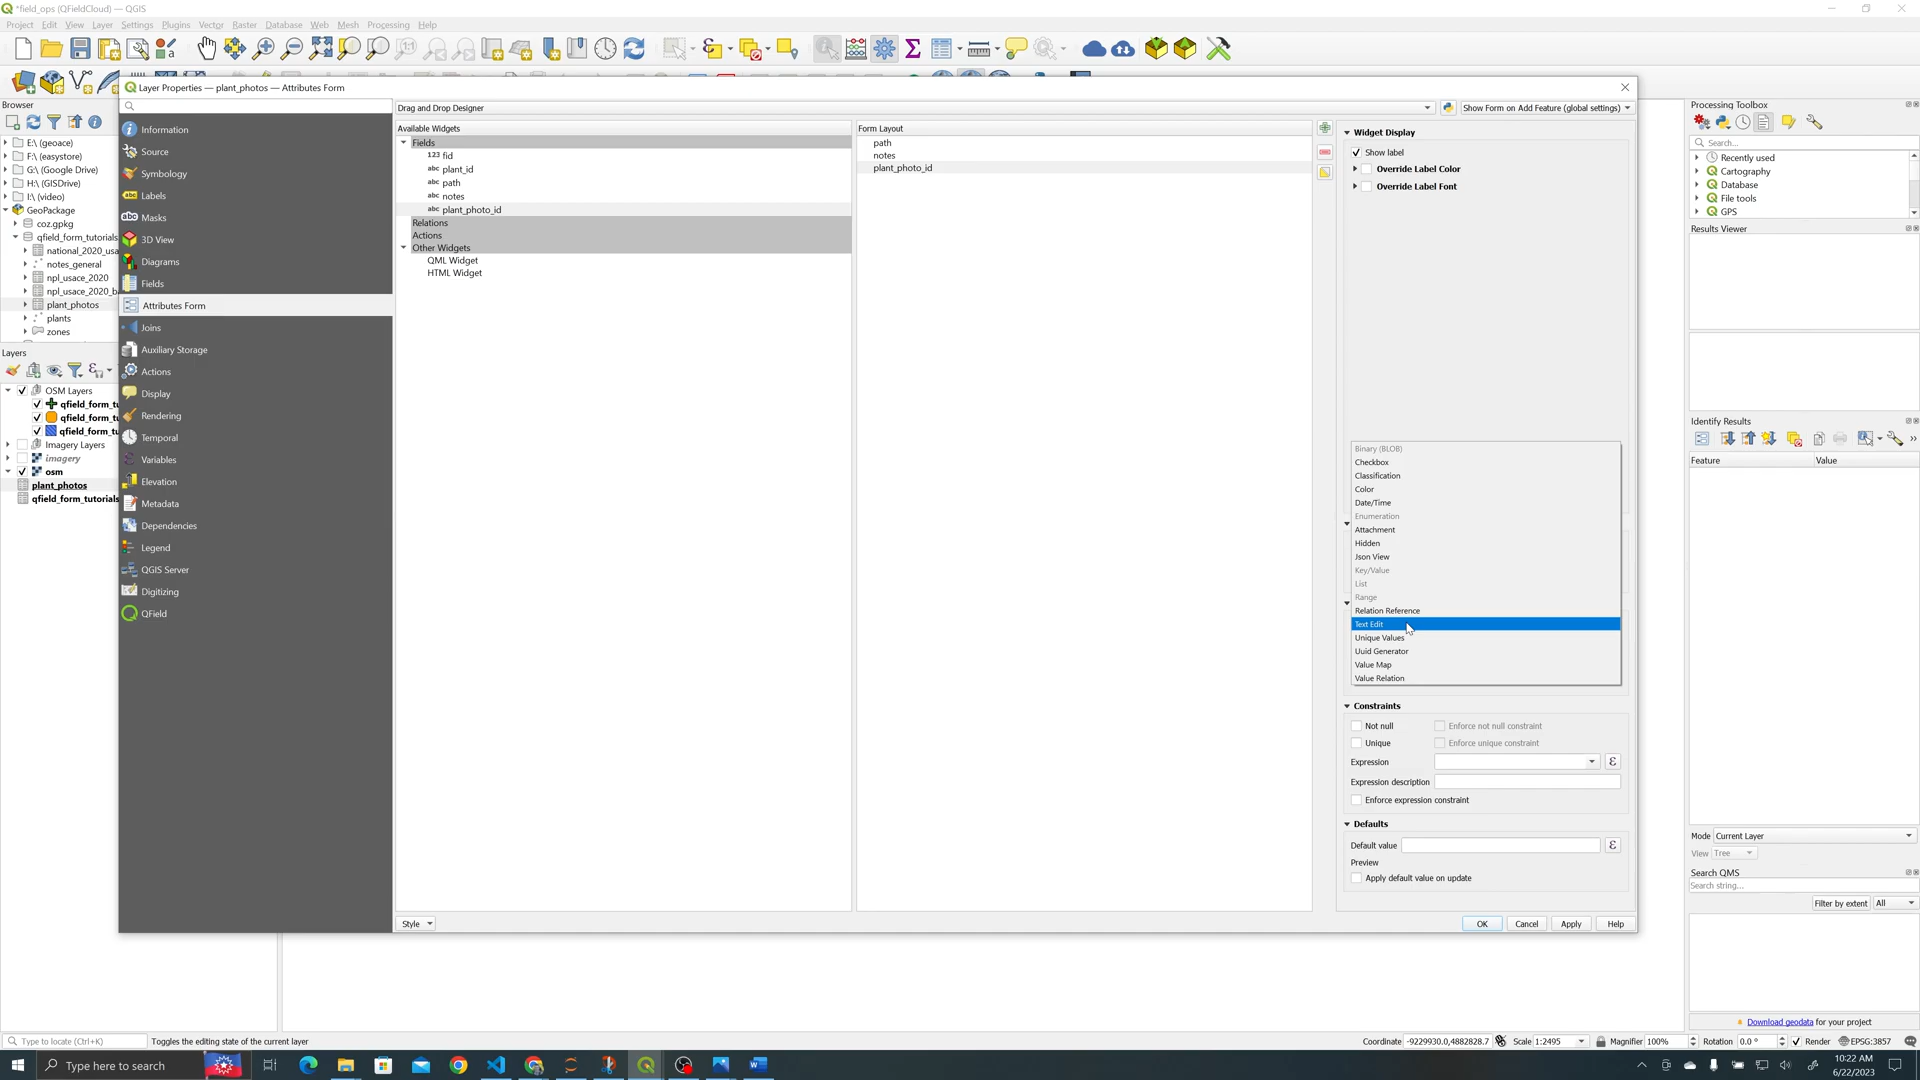 *field_ops (QFieldCloud) — QGIS
Project Edit View Layer Settings Plugins Vector Raster Database Web Mesh Processing Help
Layer Properties — plant_photos — Attributes Form
Browser
E:\ (geoace)
F:\ (easystore)
G:\ (Google Drive)
H:\ (GISDrive)
I:\ (video)
GeoPackage
coz.gpkg
qfield_form_tutorials
national_2020_usa
notes_general
npl_usace_2020
npl_usace_2020_b
plant_photos
plants
zones
Layers
OSM Layers
qfield_form_tu
qfield_form_tu
qfield_form_tu
Imagery Layers
imagery
osm
plant_photos
qfield_form_tutorials
Information
Source
Symbology
abc Labels
abc Masks
3D View
Diagrams
Fields
Attributes Form
Joins
Auxiliary Storage
Actions
Display
Rendering
Temporal
Variables
Elevation
Metadata
Dependencies
Legend
QGIS Server
Digitizing
QField
Drag and Drop Designer
Show Form on Add Feature (global settings)
Available Widgets
Fields
123 fid
abc plant_id
abc path
abc notes
abc plant_photo_id
Relations
Actions
Other Widgets
QML Widget
HTML Widget
Form Layout
path
notes
plant_photo_id
Widget Display
Show label
Override Label Color
Override Label Font
Binary (BLOB)
Checkbox
Classification
Color
Date/Time
Enumeration
Attachment
Hidden
Json View
Key/Value
List
Range
Relation Reference
Text Edit
Unique Values
Uuid Generator
Value Map
Value Relation
Constraints
Not null Enforce not null constraint
Unique Enforce unique constraint
Expression
Expression description
Enforce expression constraint
Defaults
Default value
Preview
Apply default value on update
Style
OK Cancel Apply Help
Processing Toolbox
Search...
Recently used
Cartography
Database
File tools
GPS
Results Viewer
Identify Results
Feature Value
Mode Current Layer
View Tree
Search QMS
Search string...
Filter by extent All
Download geodata for your project
Type to locate (Ctrl+K) Toggles the editing state of the current layer
Coordinate -9229930.0,4882828.7 Scale 1:2495 Magnifier 100% Rotation 0.0 ° Render EPSG:3857
Type here to search
10:22 AM
6/22/2023